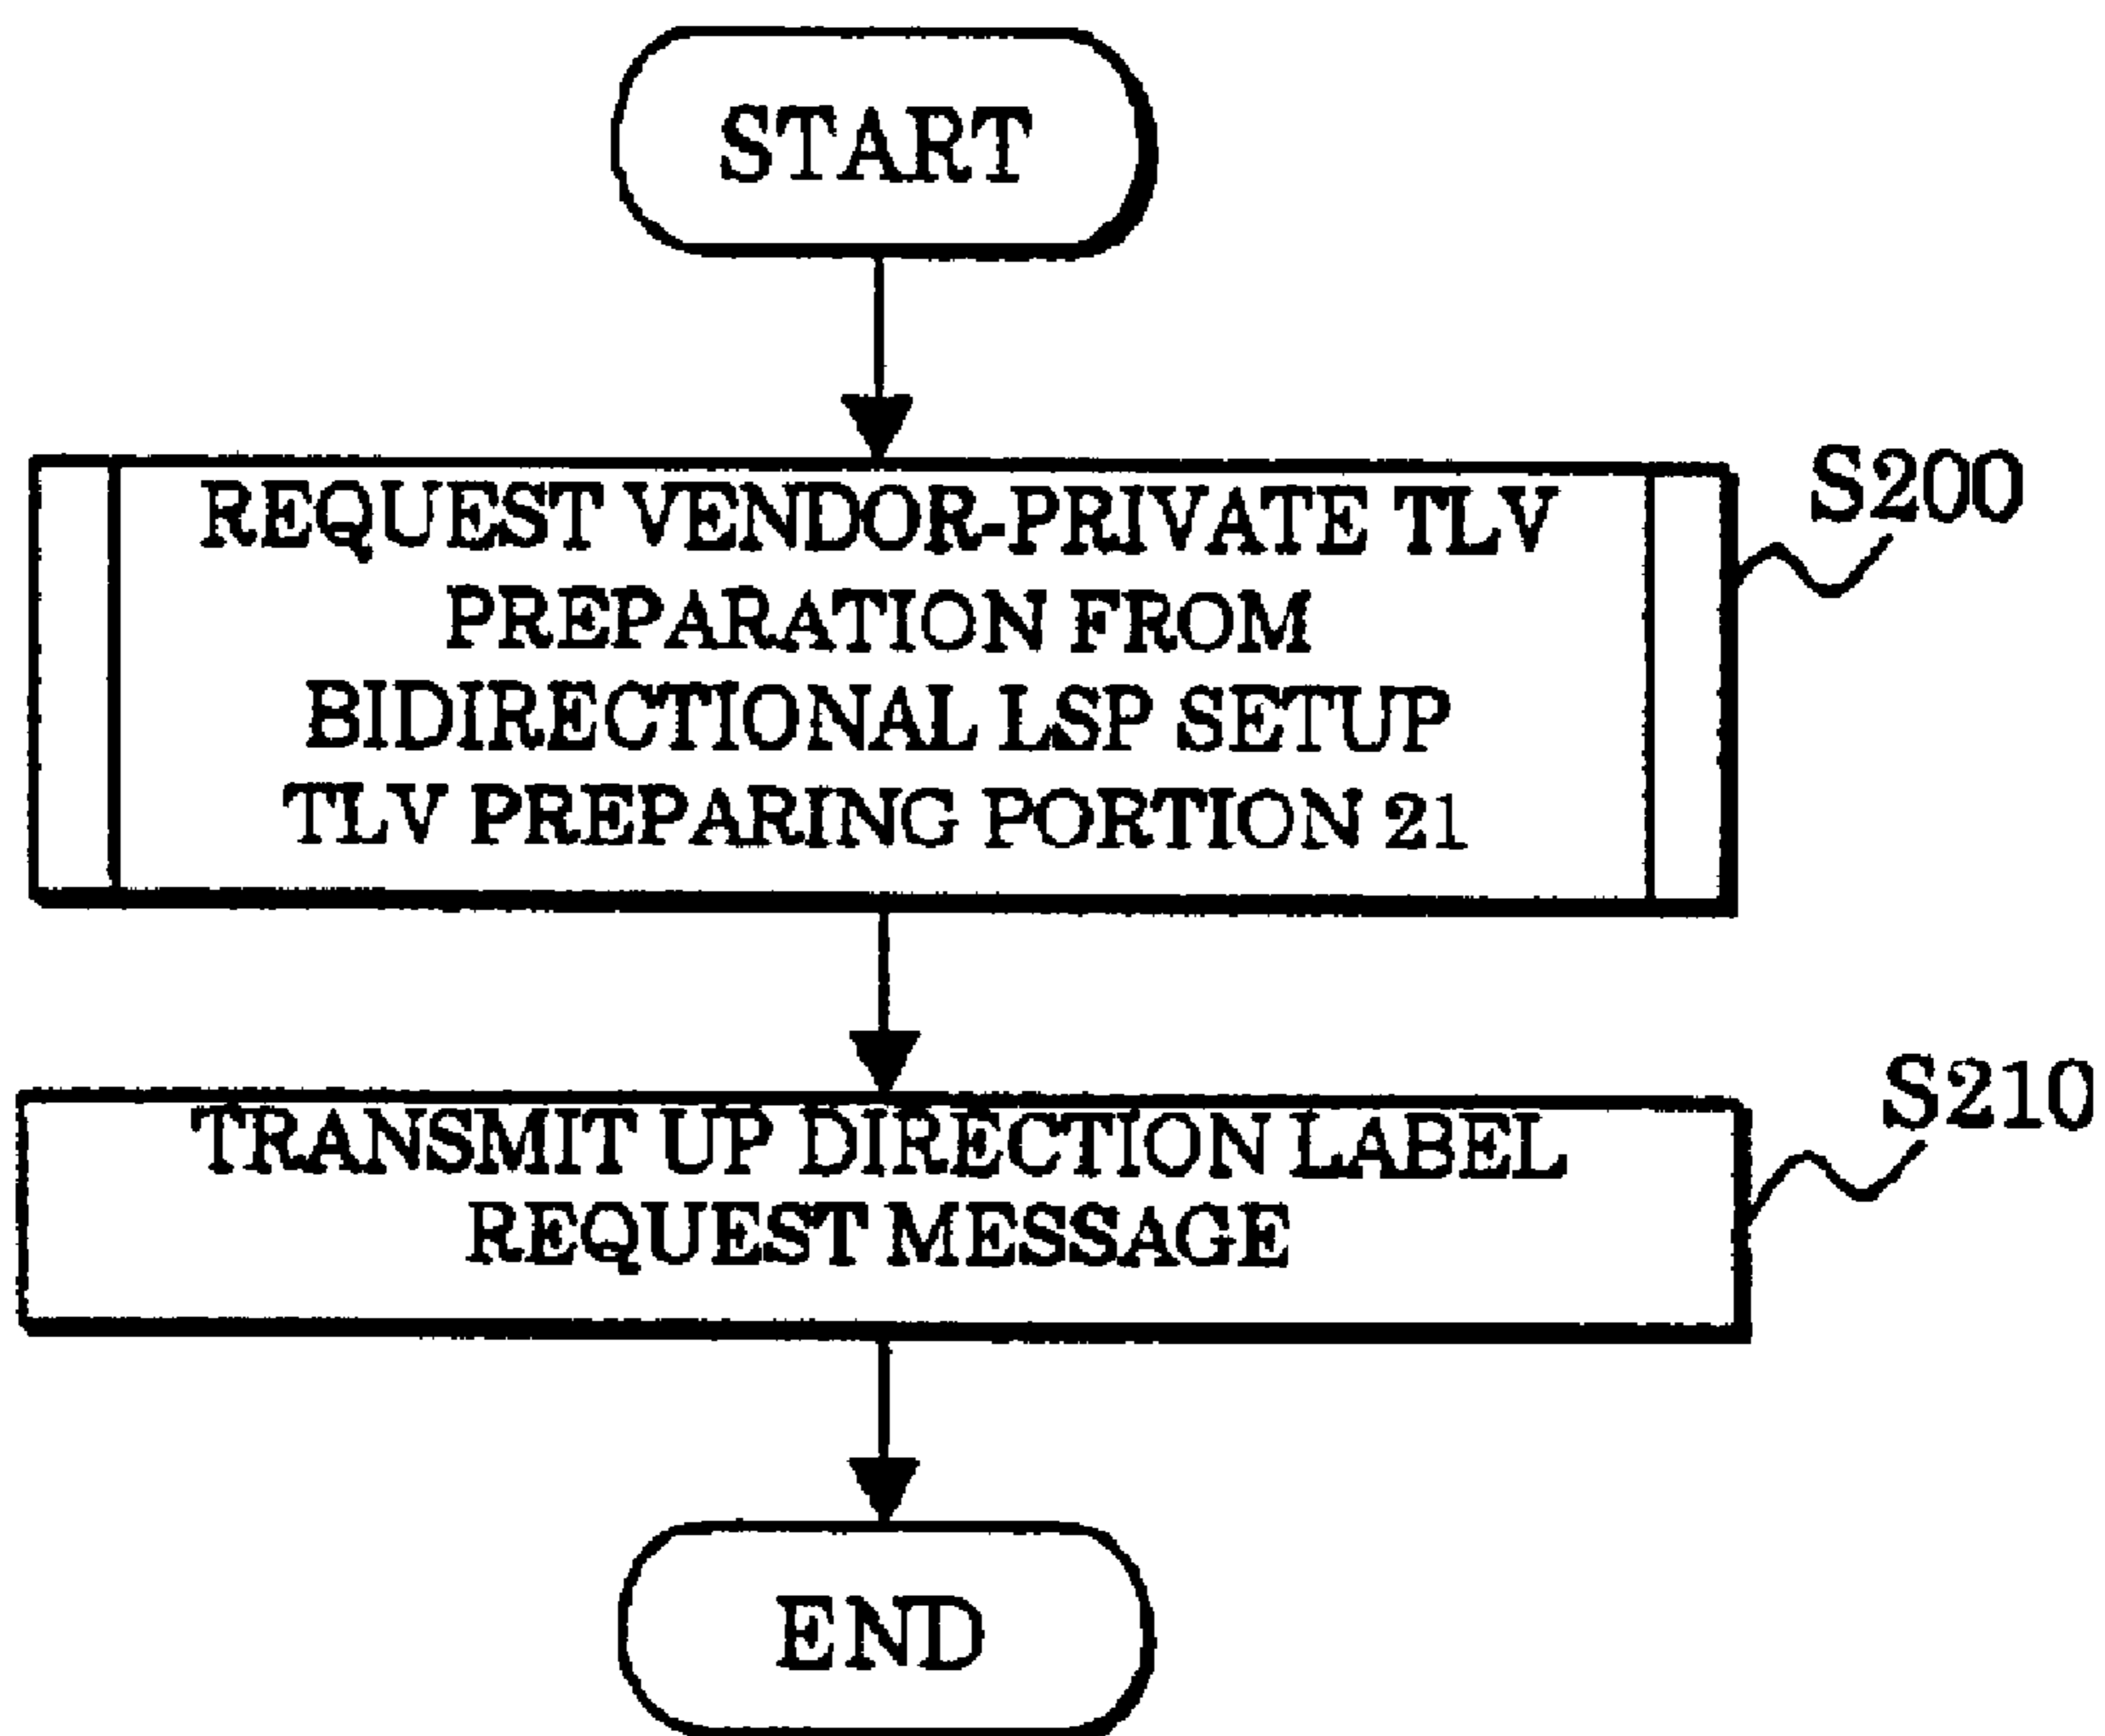 START
REQUEST VENDOR-PRIVATE TLV
PREPARATION FROM
BIDIRECTIONAL LSP SETUP
TLV PREPARING PORTION 21
S200
TRANSMIT UP DIRECTION LABEL
REQUEST MESSAGE
S210
END